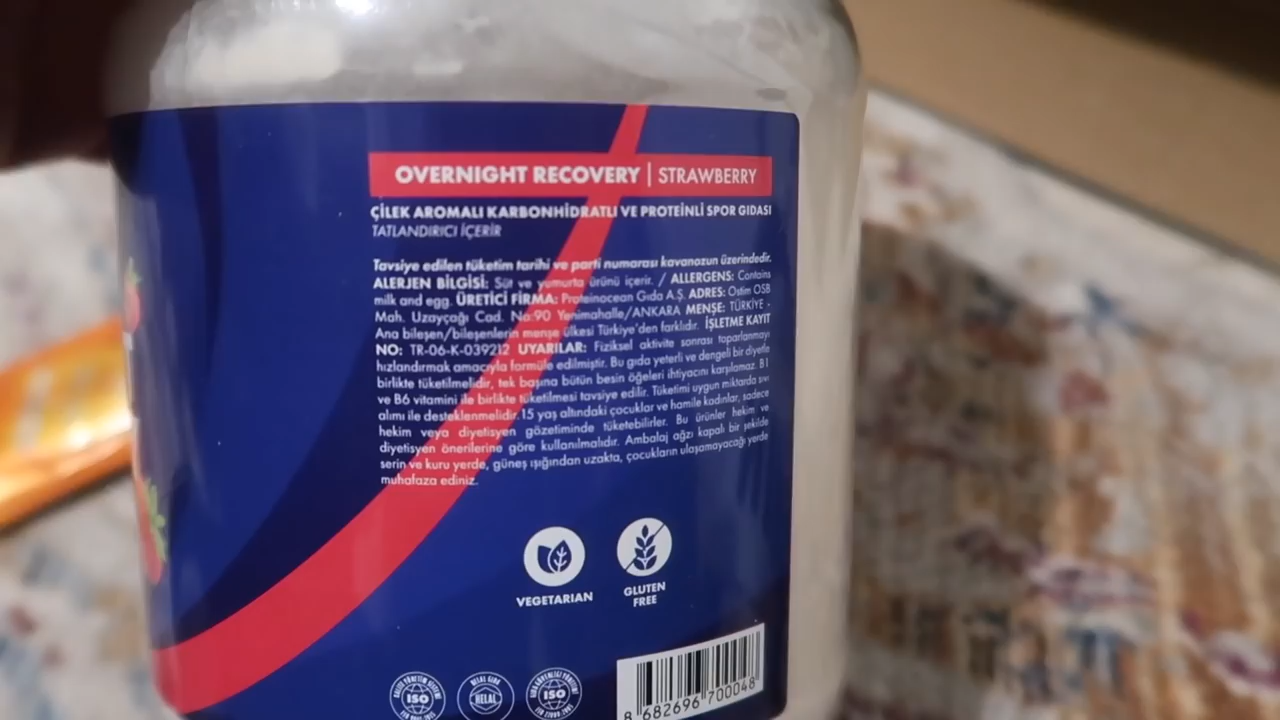 OVERNIGHT RECOVERY | STRAWBERRY
ÇİLEK AROMALI KARBONHİDRATLI VE PROTEİNLİ SPOR GIDASI
TATLANDIRICI İÇERİR
Tavsiye edilen tüketim tarihi ve parti numarası kavanozun üzerindedir.
ALERJEN BİLGİSİ: Süt ve yumurta ürünü içerir. / ALLERGENS: Contains
milk and egg. ÜRETİCİ FİRMA: Proteinocean Gıda A.Ş. ADRES: Ostim OSB
Mah. Uzayçağı Cad. No:90 Yenimahalle/ANKARA MENŞE: TÜRKİYE -
Ana bileşen/bileşenlerin menşe ülkesi Türkiye'den farklıdır. İŞLETME KAYIT
NO: TR-06-K-039212 UYARILAR: Fiziksel aktivite sonrası toparlanmayı
hızlandırmak amacıyla formüle edilmiştir. Bu gıda yeterli ve dengeli bir diyetle
birlikte tüketilmelidir, tek başına bütün besin öğeleri ihtiyacını karşılamaz. B1
ve B6 vitamini ile birlikte tüketilmesi tavsiye edilir. Tüketimi uygun miktarda sıvı
alımı ile desteklenmelidir.15 yaş altındaki çocuklar ve hamile kadınlar, sadece
hekim veya diyetisyen gözetiminde tüketebilirler. Bu ürünler hekim ve
diyetisyen önerilerine göre kullanılmalıdır. Ambalaj ağzı kapalı bir şekilde
serin ve kuru yerde, güneş ışığından uzakta, çocukların ulaşamayacağı yerde
muhafaza ediniz.
VEGETARIAN
GLUTEN
FREE
ISO
HELAL GIDA
HELAL
ISO
8 682696 700048